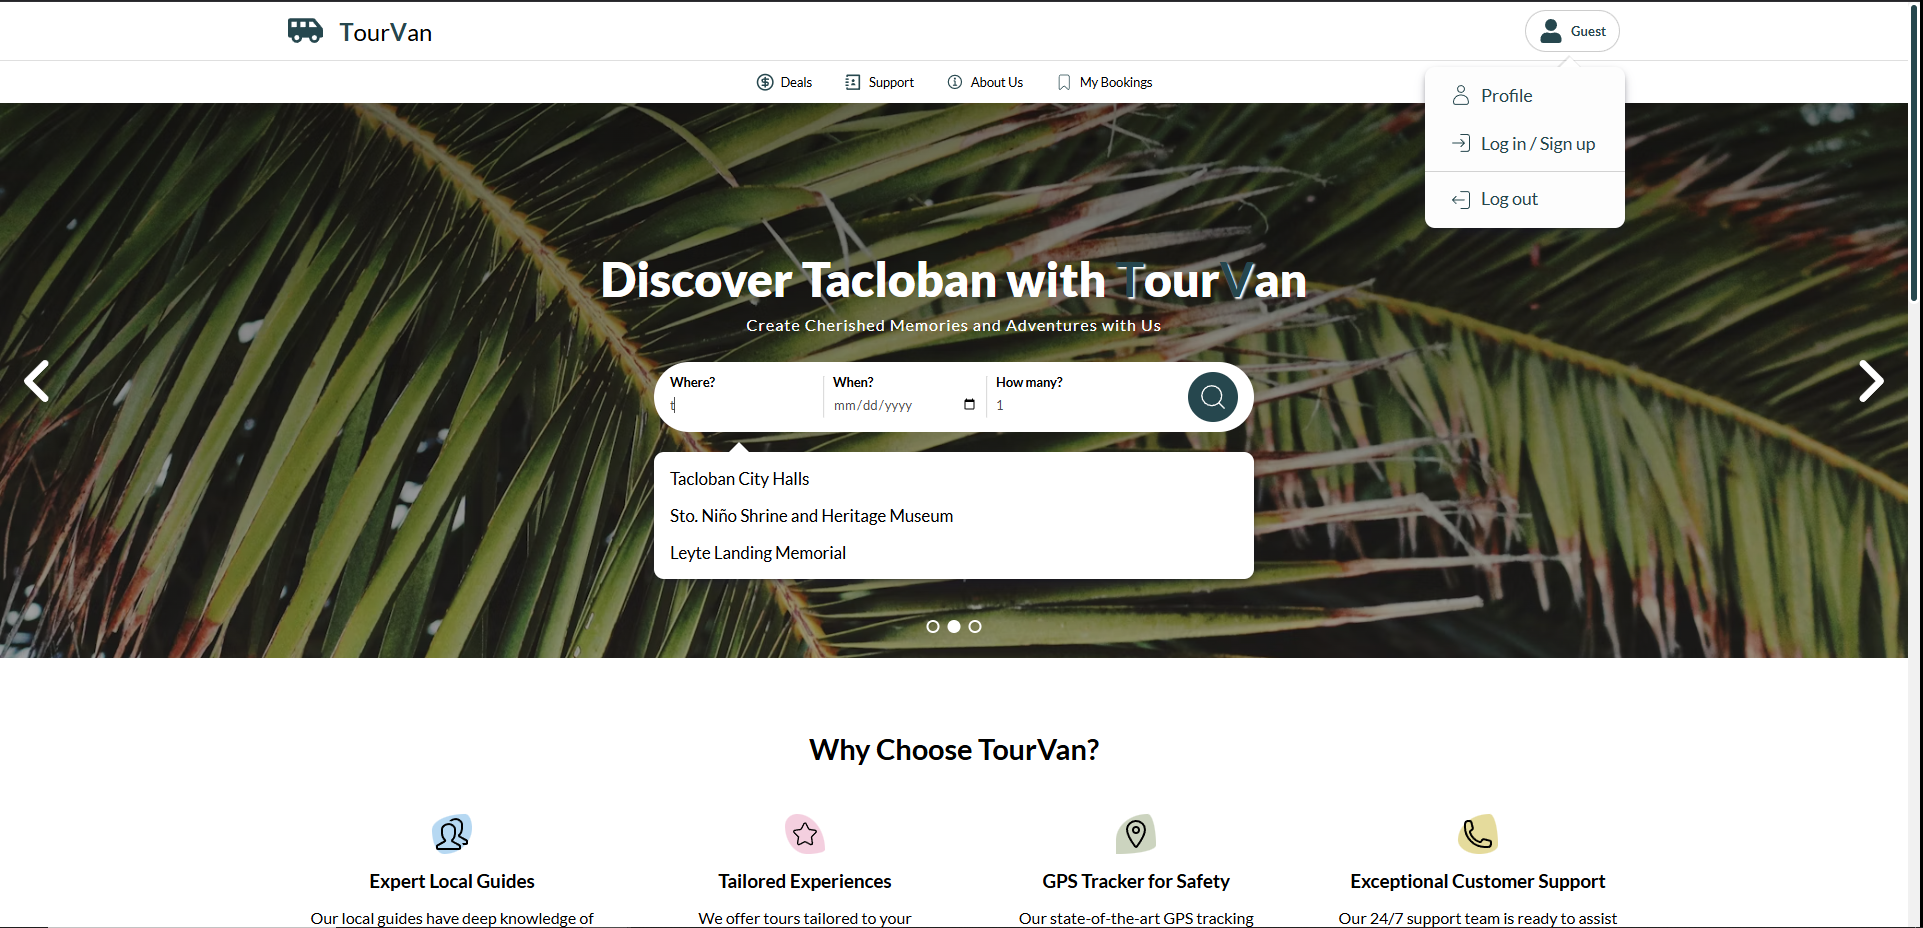 TourVan
Guest
Deals
Support
About Us
My Bookings
Profile
Log in / Sign up
Log out
Discover Tacloban with TourVan
Create Cherished Memories and Adventures with Us
Where?
When?
How many?
t
mm/dd/yyyy
1
Tacloban City Halls
Sto. Niño Shrine and Heritage Museum
Leyte Landing Memorial
Why Choose TourVan?
Expert Local Guides
Tailored Experiences
GPS Tracker for Safety
Exceptional Customer Support
Our local guides have deep knowledge of
We offer tours tailored to your
Our state-of-the-art GPS tracking
Our 24/7 support team is ready to assist